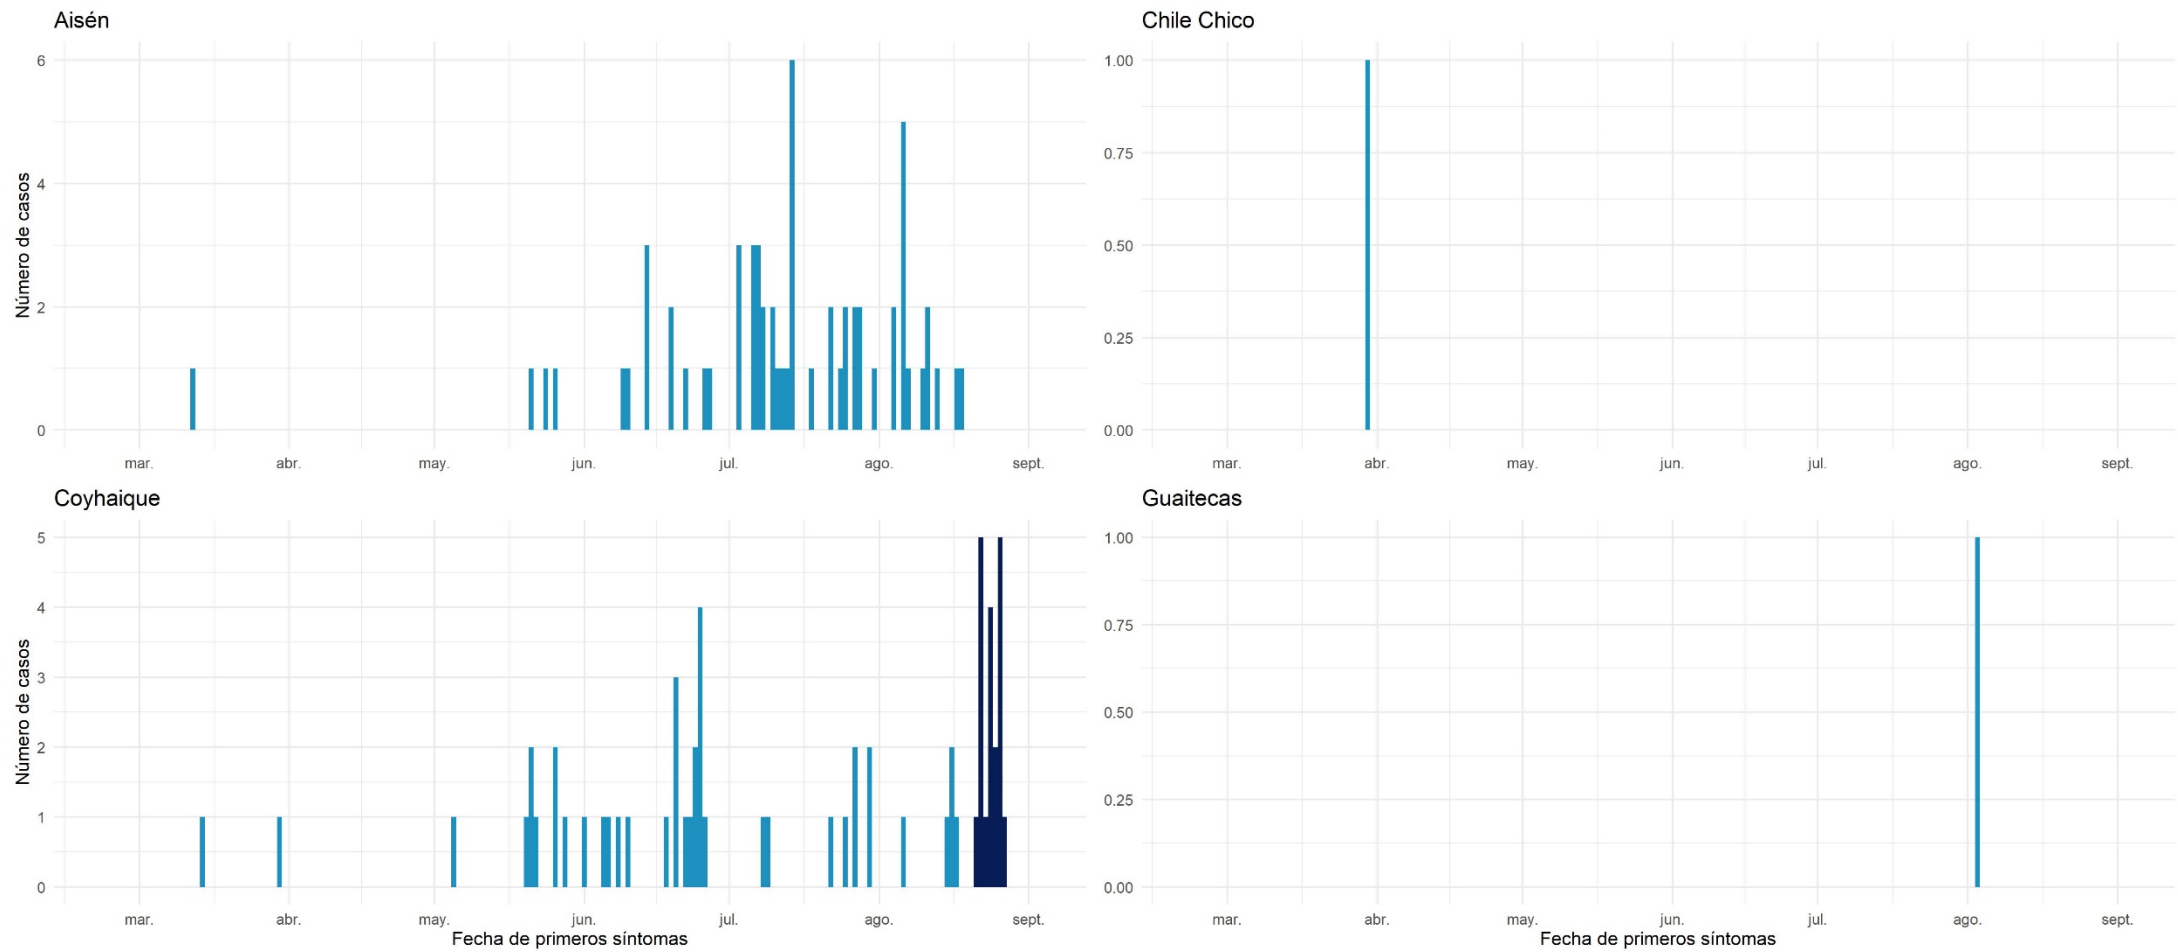 Aisén
Número de casos
6
4
2
0
mar. abr. may. jun. jul. ago. sept.
Chile Chico
1.00
0.75
0.50
0.25
0.00
mar. abr. may. jun. jul. ago. sept.
Coyhaique
Número de casos
5
4
3
2
1
0
mar. abr. may. jun. jul. ago. sept.
Fecha de primeros síntomas
Guaitecas
1.00
0.75
0.50
0.25
0.00
mar. abr. may. jun. jul. ago. sept.
Fecha de primeros síntomas